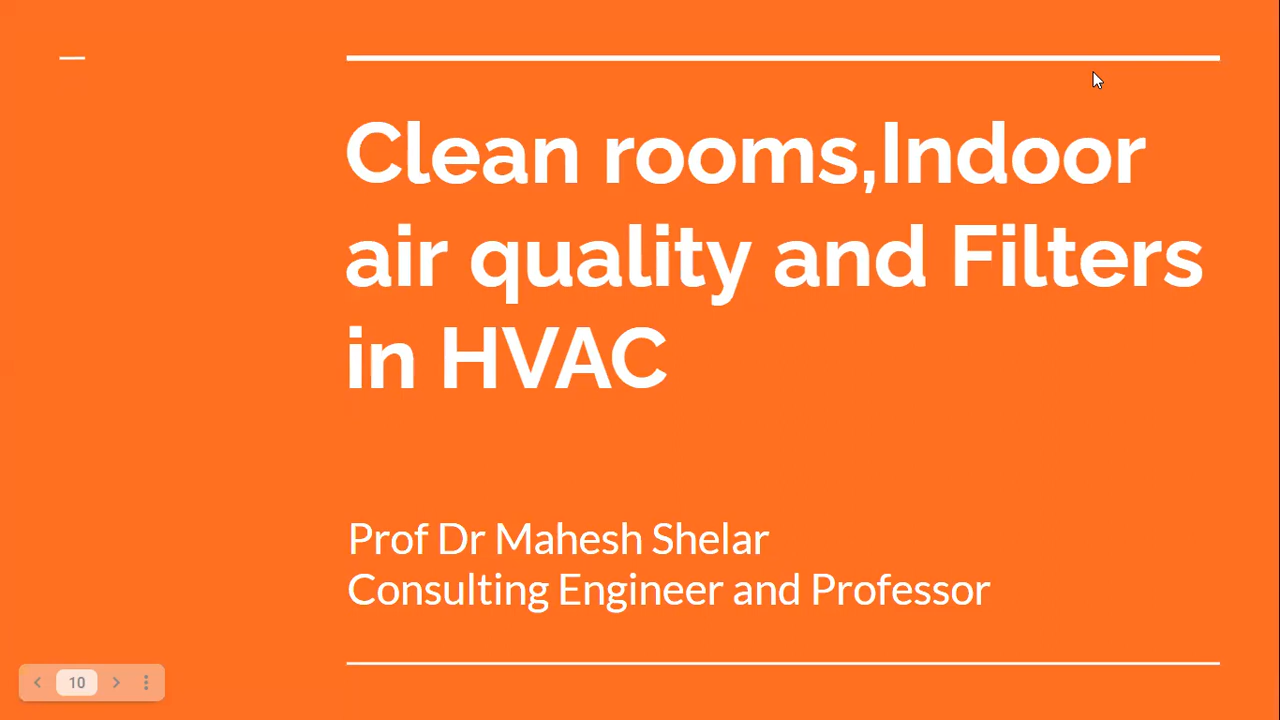 Clean rooms,Indoor
air quality and Filters
in HVAC
Prof Dr Mahesh Shelar
Consulting Engineer and Professor
10